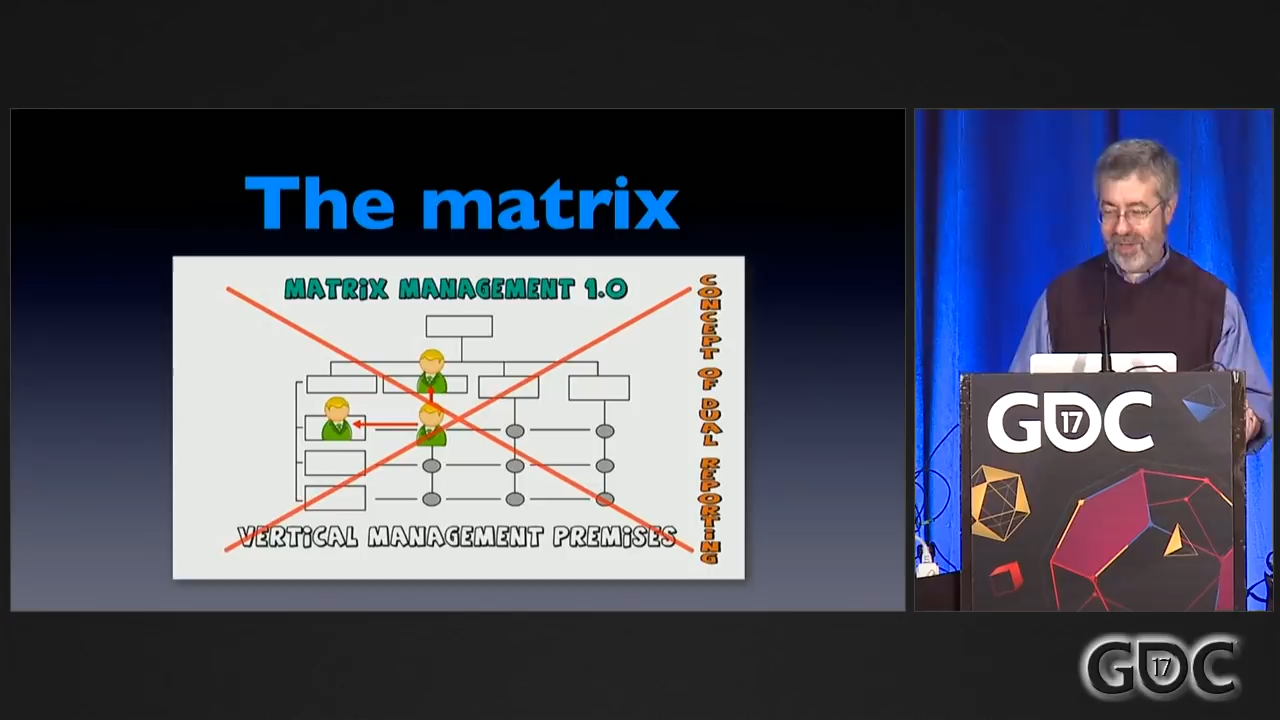 The matrix
MATRiX MANAGEMENT 1.0
CONCEPT OF DUAL REPORTiNG
VERTiCAL MANAGEMENT PREMiSES
GDC
17
GDC
17